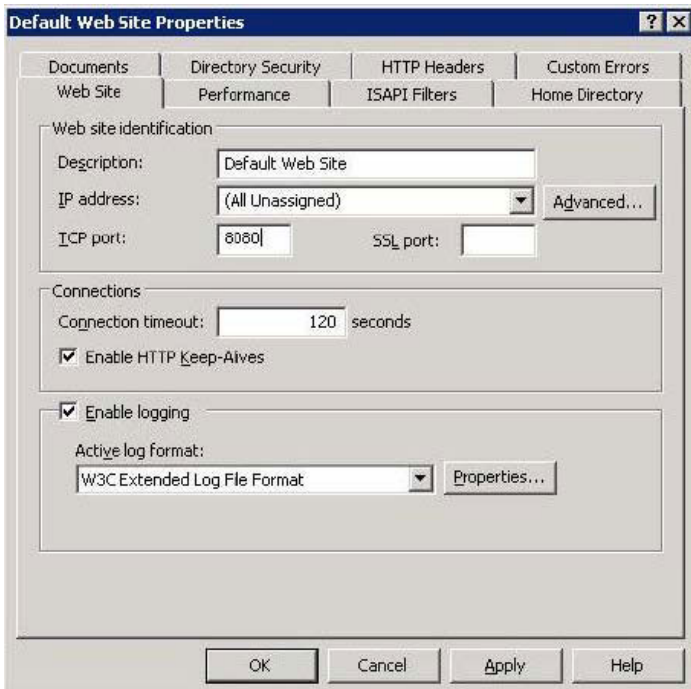 Default Web Site Properties
Documents Directory Security HTTP Headers Custom Errors
Web Site Performance ISAPI Filters Home Directory
Web site identification
Description: Default Web Site
IP address: (All Unassigned) Advanced...
TCP port: 8080 SSL port:
Connections
Connection timeout: 120 seconds
Enable HTTP Keep-Alives
Enable logging
Active log format:
W3C Extended Log File Format Properties...
OK Cancel Apply Help